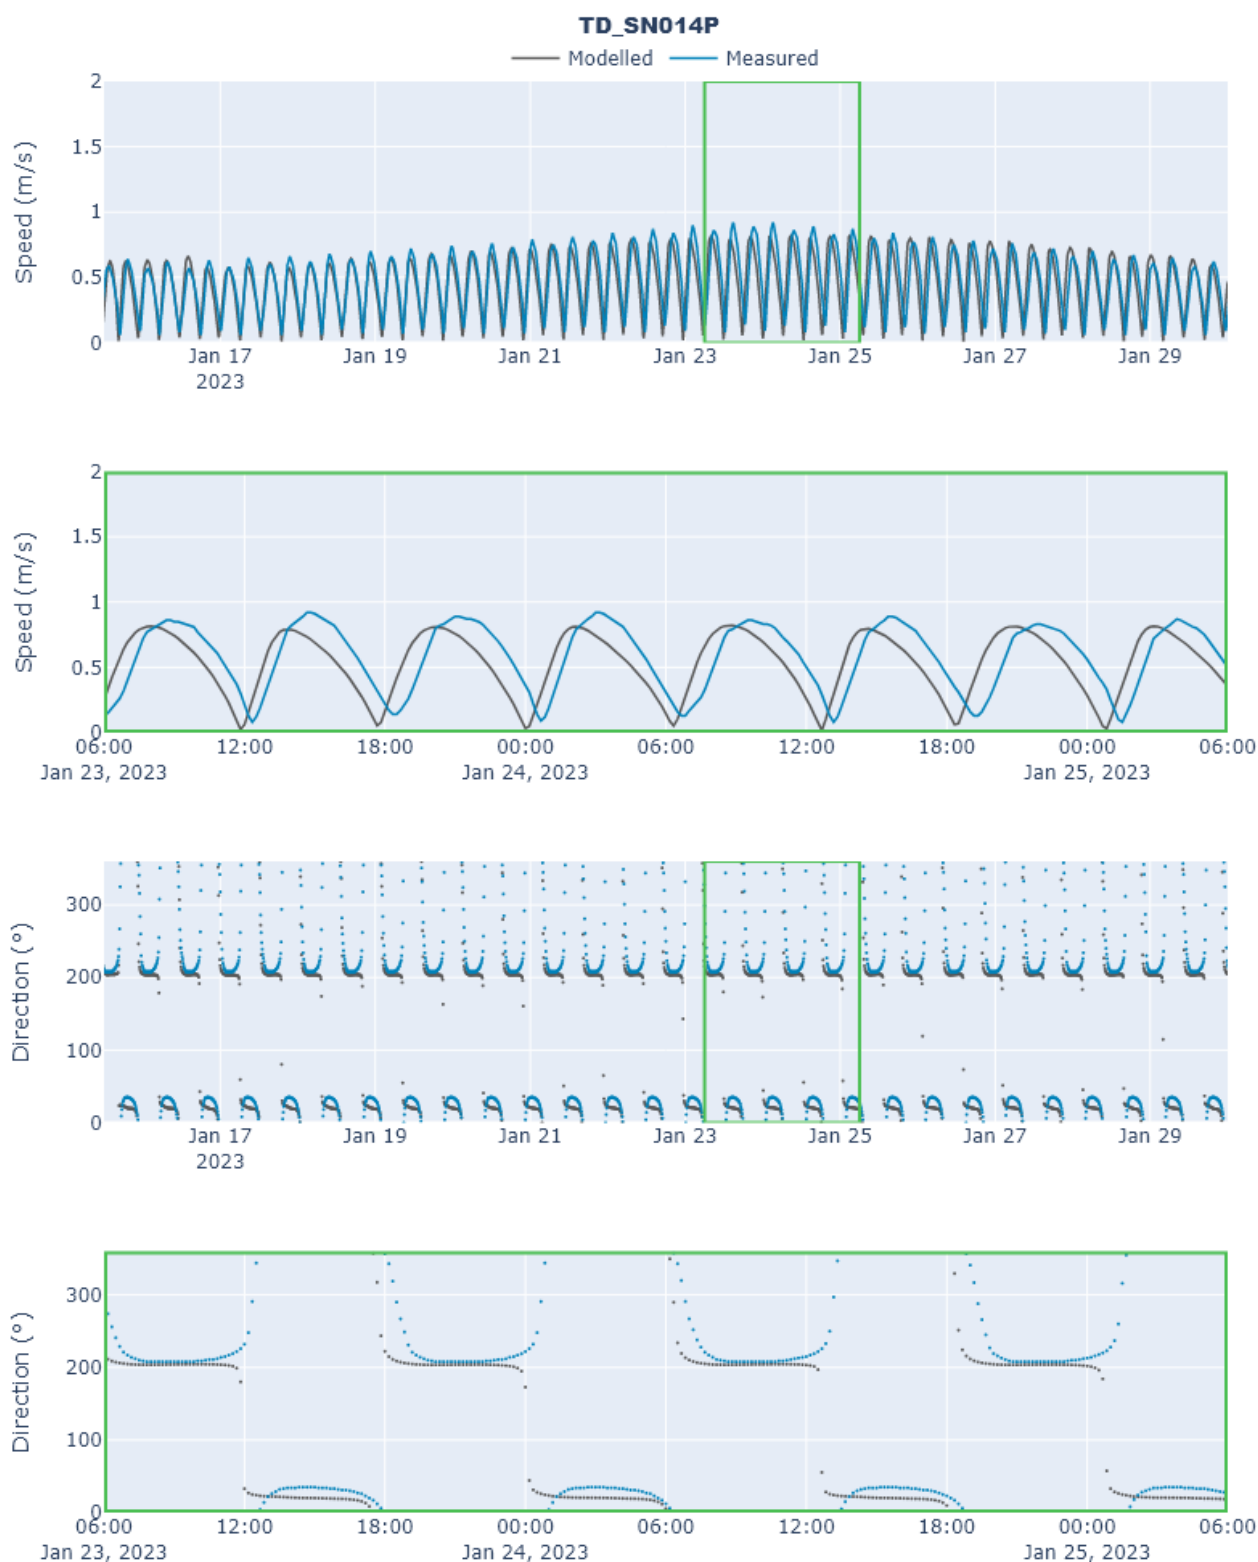 TD_SN014P
Modelled Measured
Speed (m/s)
2
1.5
1
0.5
0
Jan 17 Jan 19 Jan 21 Jan 23 Jan 25 Jan 27 Jan 29
2023
Speed (m/s)
2
1.5
1
0.5
0
06:00 12:00 18:00 00:00 06:00 12:00 18:00 00:00 06:00
Jan 23, 2023 Jan 24, 2023 Jan 25, 2023
Direction (°)
300
200
100
0
Jan 17 Jan 19 Jan 21 Jan 23 Jan 25 Jan 27 Jan 29
2023
Direction (°)
300
200
100
0
06:00 12:00 18:00 00:00 06:00 12:00 18:00 00:00 06:00
Jan 23, 2023 Jan 24, 2023 Jan 25, 2023